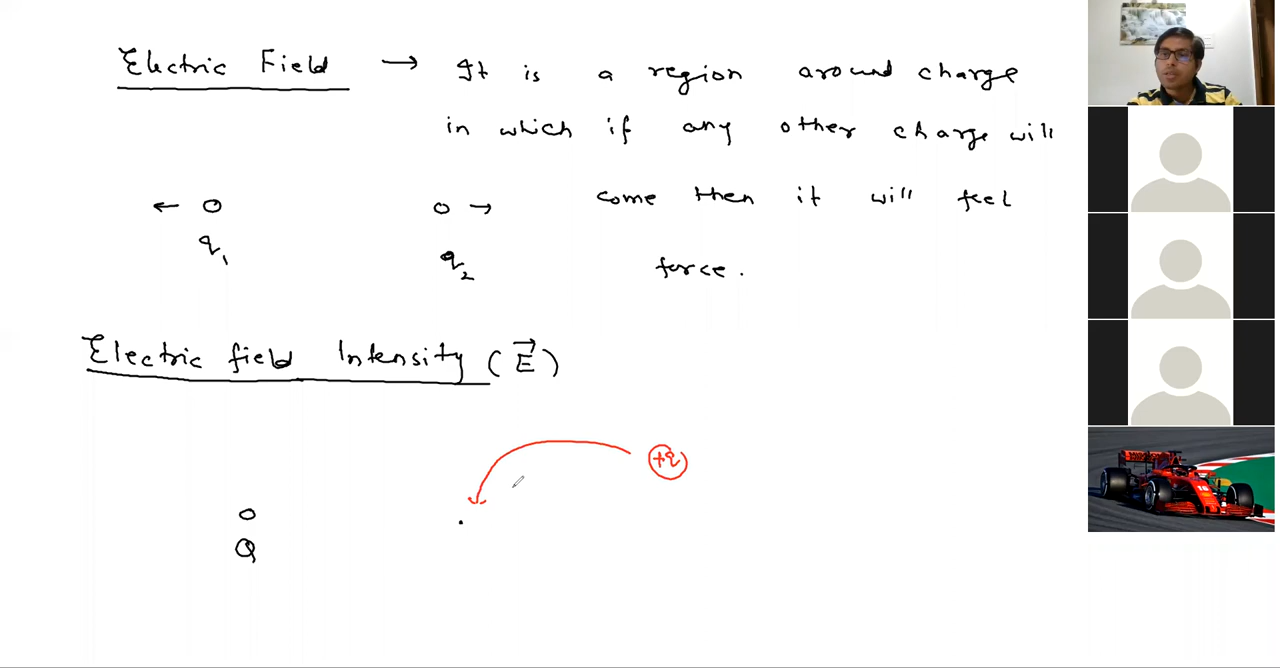 Electric Field → It is a region around charge
in which if any other charge will
come then it will feel
force.
← →
q₁ q₂
Electric field Intensity (E⃗)
+q
Q